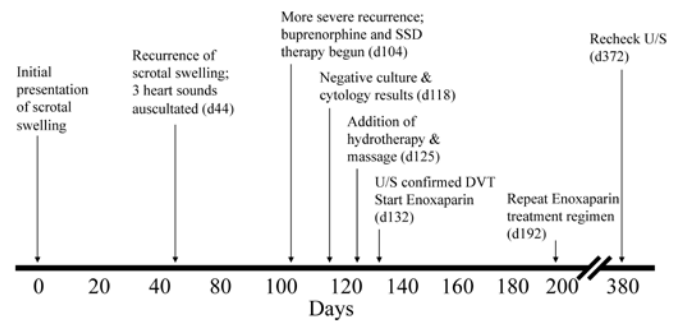 Initial
presentation
of scrotal
swelling
Recurrence of
scrotal swelling;
3 heart sounds
auscultated (d44)
More severe recurrence;
buprenorphine and SSD
therapy begun (d104)
Negative culture &
cytology results (d118)
Addition of
hydrotherapy &
massage (d125)
U/S confirmed DVT
Start Enoxaparin
(d132)
Repeat Enoxaparin
treatment regimen
(d192)
Recheck U/S
(d372)
0 20 40 80 100 120 140 160 180 200 380
Days